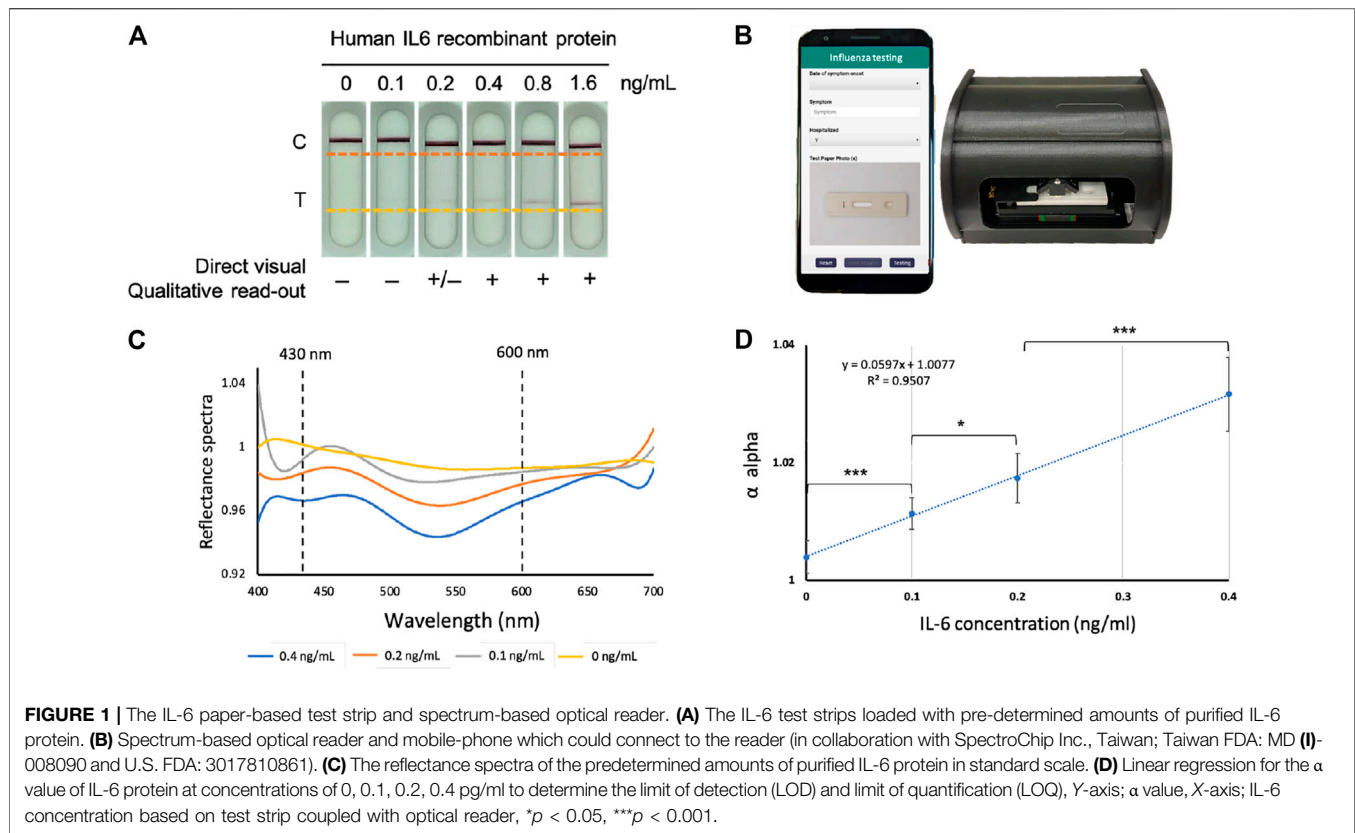 A
Human IL6 recombinant protein
0 0.1 0.2 0.4 0.8 1.6 ng/mL
C
T
Direct visual
Qualitative read-out
– – +/– + + +
B
Influenza testing
Date of symptom onset
Symptom
Symptom
Hospitalized
Y
Test Paper Photo (s)
Reset
Testing
C
430 nm
600 nm
1.04
1
0.96
0.92
Reflectance spectra
400 450 500 550 600 650 700
Wavelength (nm)
0.4 ng/mL 0.2 ng/mL 0.1 ng/mL 0 ng/mL
D
***
*
***
y = 0.0597x + 1.0077
R² = 0.9507
1.04
1.02
1
α alpha
0 0.1 0.2 0.3 0.4
IL-6 concentration (ng/ml)
FIGURE 1 | The IL-6 paper-based test strip and spectrum-based optical reader. (A) The IL-6 test strips loaded with pre-determined amounts of purified IL-6
protein. (B) Spectrum-based optical reader and mobile-phone which could connect to the reader (in collaboration with SpectroChip Inc., Taiwan; Taiwan FDA: MD (I)-
008090 and U.S. FDA: 3017810861). (C) The reflectance spectra of the predetermined amounts of purified IL-6 protein in standard scale. (D) Linear regression for the α
value of IL-6 protein at concentrations of 0, 0.1, 0.2, 0.4 pg/ml to determine the limit of detection (LOD) and limit of quantification (LOQ), Y-axis; α value, X-axis; IL-6
concentration based on test strip coupled with optical reader, *p < 0.05, ***p < 0.001.